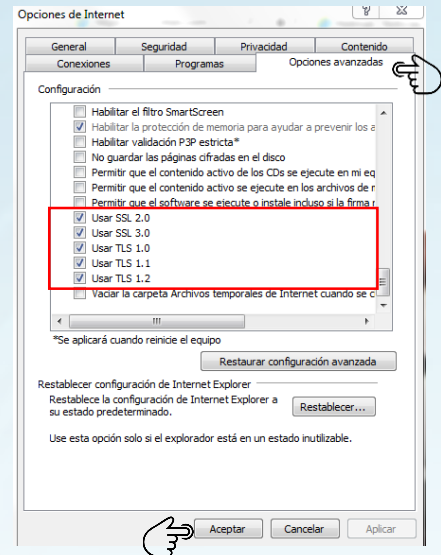 Opciones de Internet
General Seguridad Privacidad Contenido
Conexiones Programas Opciones avanzadas
Configuración
Habilitar el filtro SmartScreen
Habilitar la protección de memoria para ayudar a prevenir los a
Habilitar validación P3P estricta*
No guardar las páginas cifradas en el disco
Permitir que el contenido activo de los CDs se ejecute en mi eq
Permitir que el contenido activo se ejecute en los archivos de m
Permitir que el software se ejecute o instale incluso si la firma n
Usar SSL 2.0
Usar SSL 3.0
Usar TLS 1.0
Usar TLS 1.1
Usar TLS 1.2
Vaciar la carpeta Archivos temporales de Internet cuando se c
*Se aplicará cuando reinicie el equipo
Restaurar configuración avanzada
Restablecer configuración de Internet Explorer
Restablece la configuración de Internet Explorer a
su estado predeterminado.
Restablecer...
Use esta opción solo si el explorador está en un estado inutilizable.
Aceptar Cancelar Aplicar